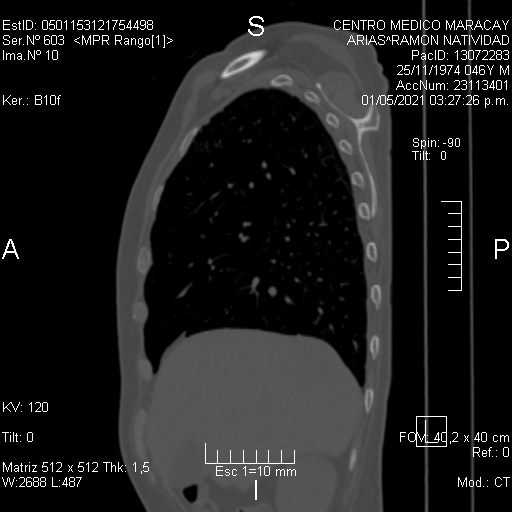 EstID: 0501153121754498
Ser.Nº 603 <MPR Rango[1]>
Ima.Nº 10
Ker.: B10f
S
CENTRO MEDICO MARACAY
ARIAS^RAMON NATIVIDAD
PacID: 13072283
25/11/1974 046Y M
AccNum: 23113401
01/05/2021 03:27:26 p.m.
Spin: -90
Tilt: 0
A
P
KV: 120
Tilt: 0
Matriz 512 x 512 Thk: 1,5
W:2688 L:487
Esc 1=10 mm
I
FOV: 40,2 x 40 cm
Ref.: 0
Mod.: CT